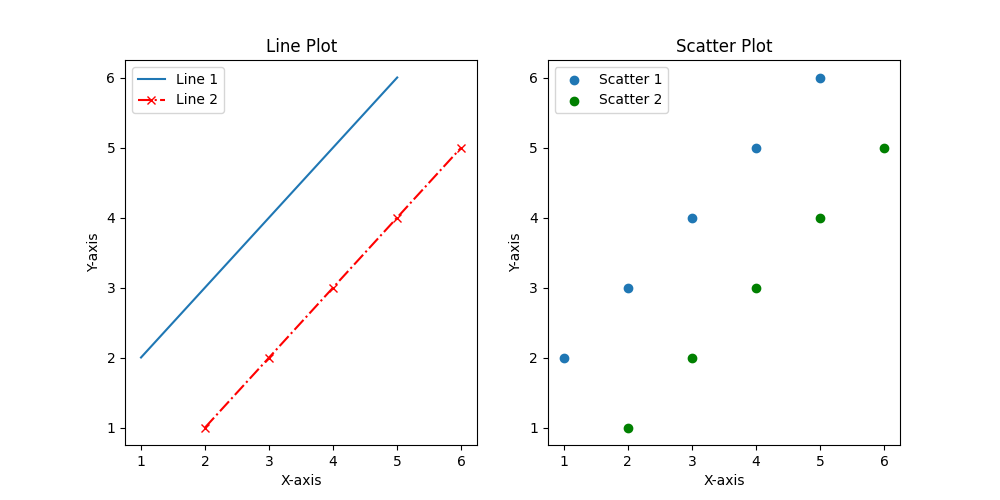 Line Plot
Line 1
Line 2
6
5
4
3
2
1
Y-axis
1 2 3 4 5 6
X-axis
Scatter Plot
Scatter 1
Scatter 2
6
5
4
3
2
1
Y-axis
1 2 3 4 5 6
X-axis